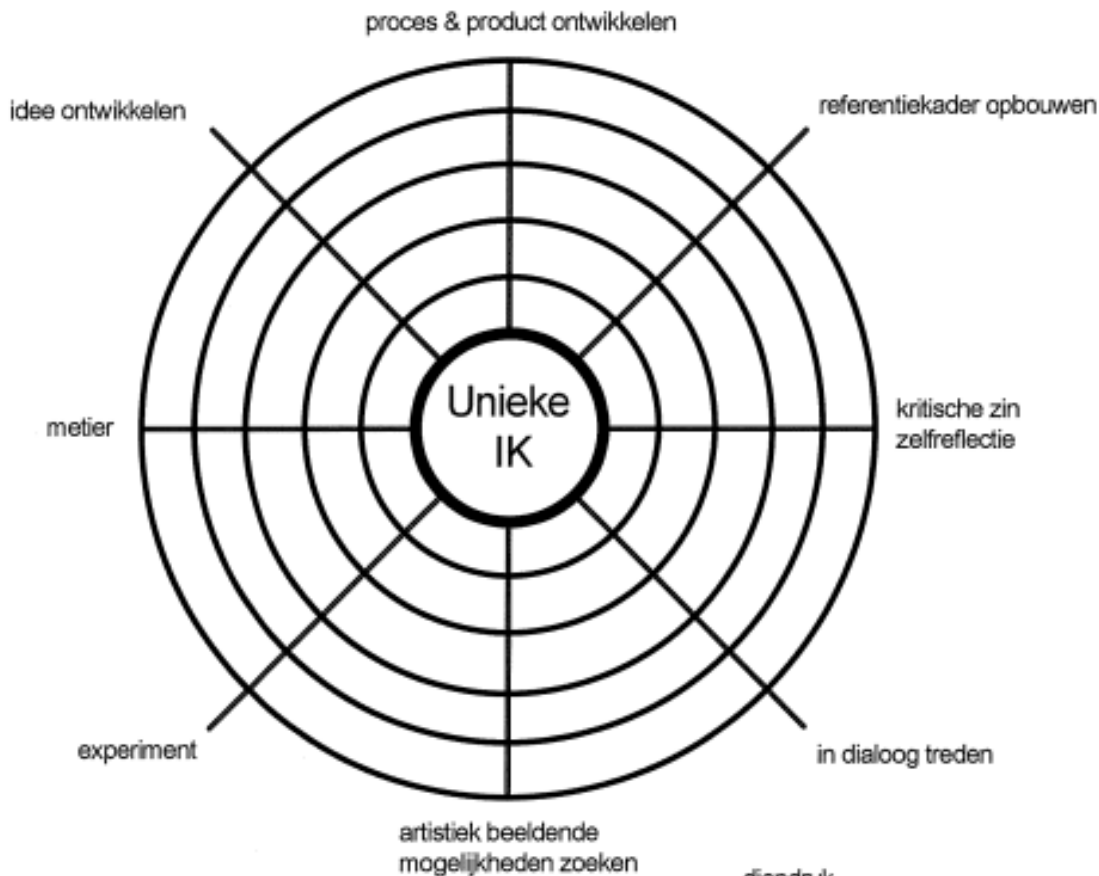 proces & product ontwikkelen
idee ontwikkelen
referentiekader opbouwen
Unieke
IK
metier
kritische zin
zelfreflectie
experiment
in dialoog treden
artistiek beeldende
mogelijkheden zoeken